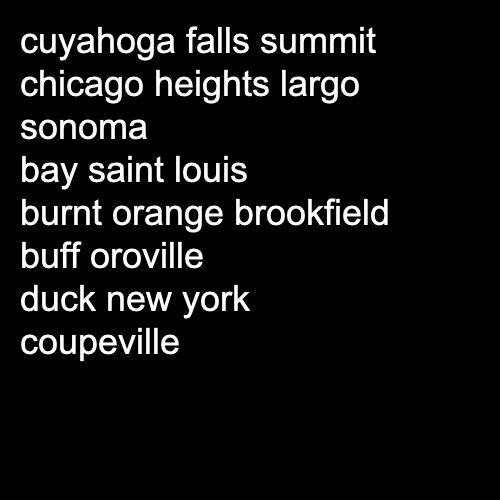 cuyahoga falls summit
chicago heights largo
sonoma
bay saint louis
burnt orange brookfield
buff oroville
duck new york
coupeville